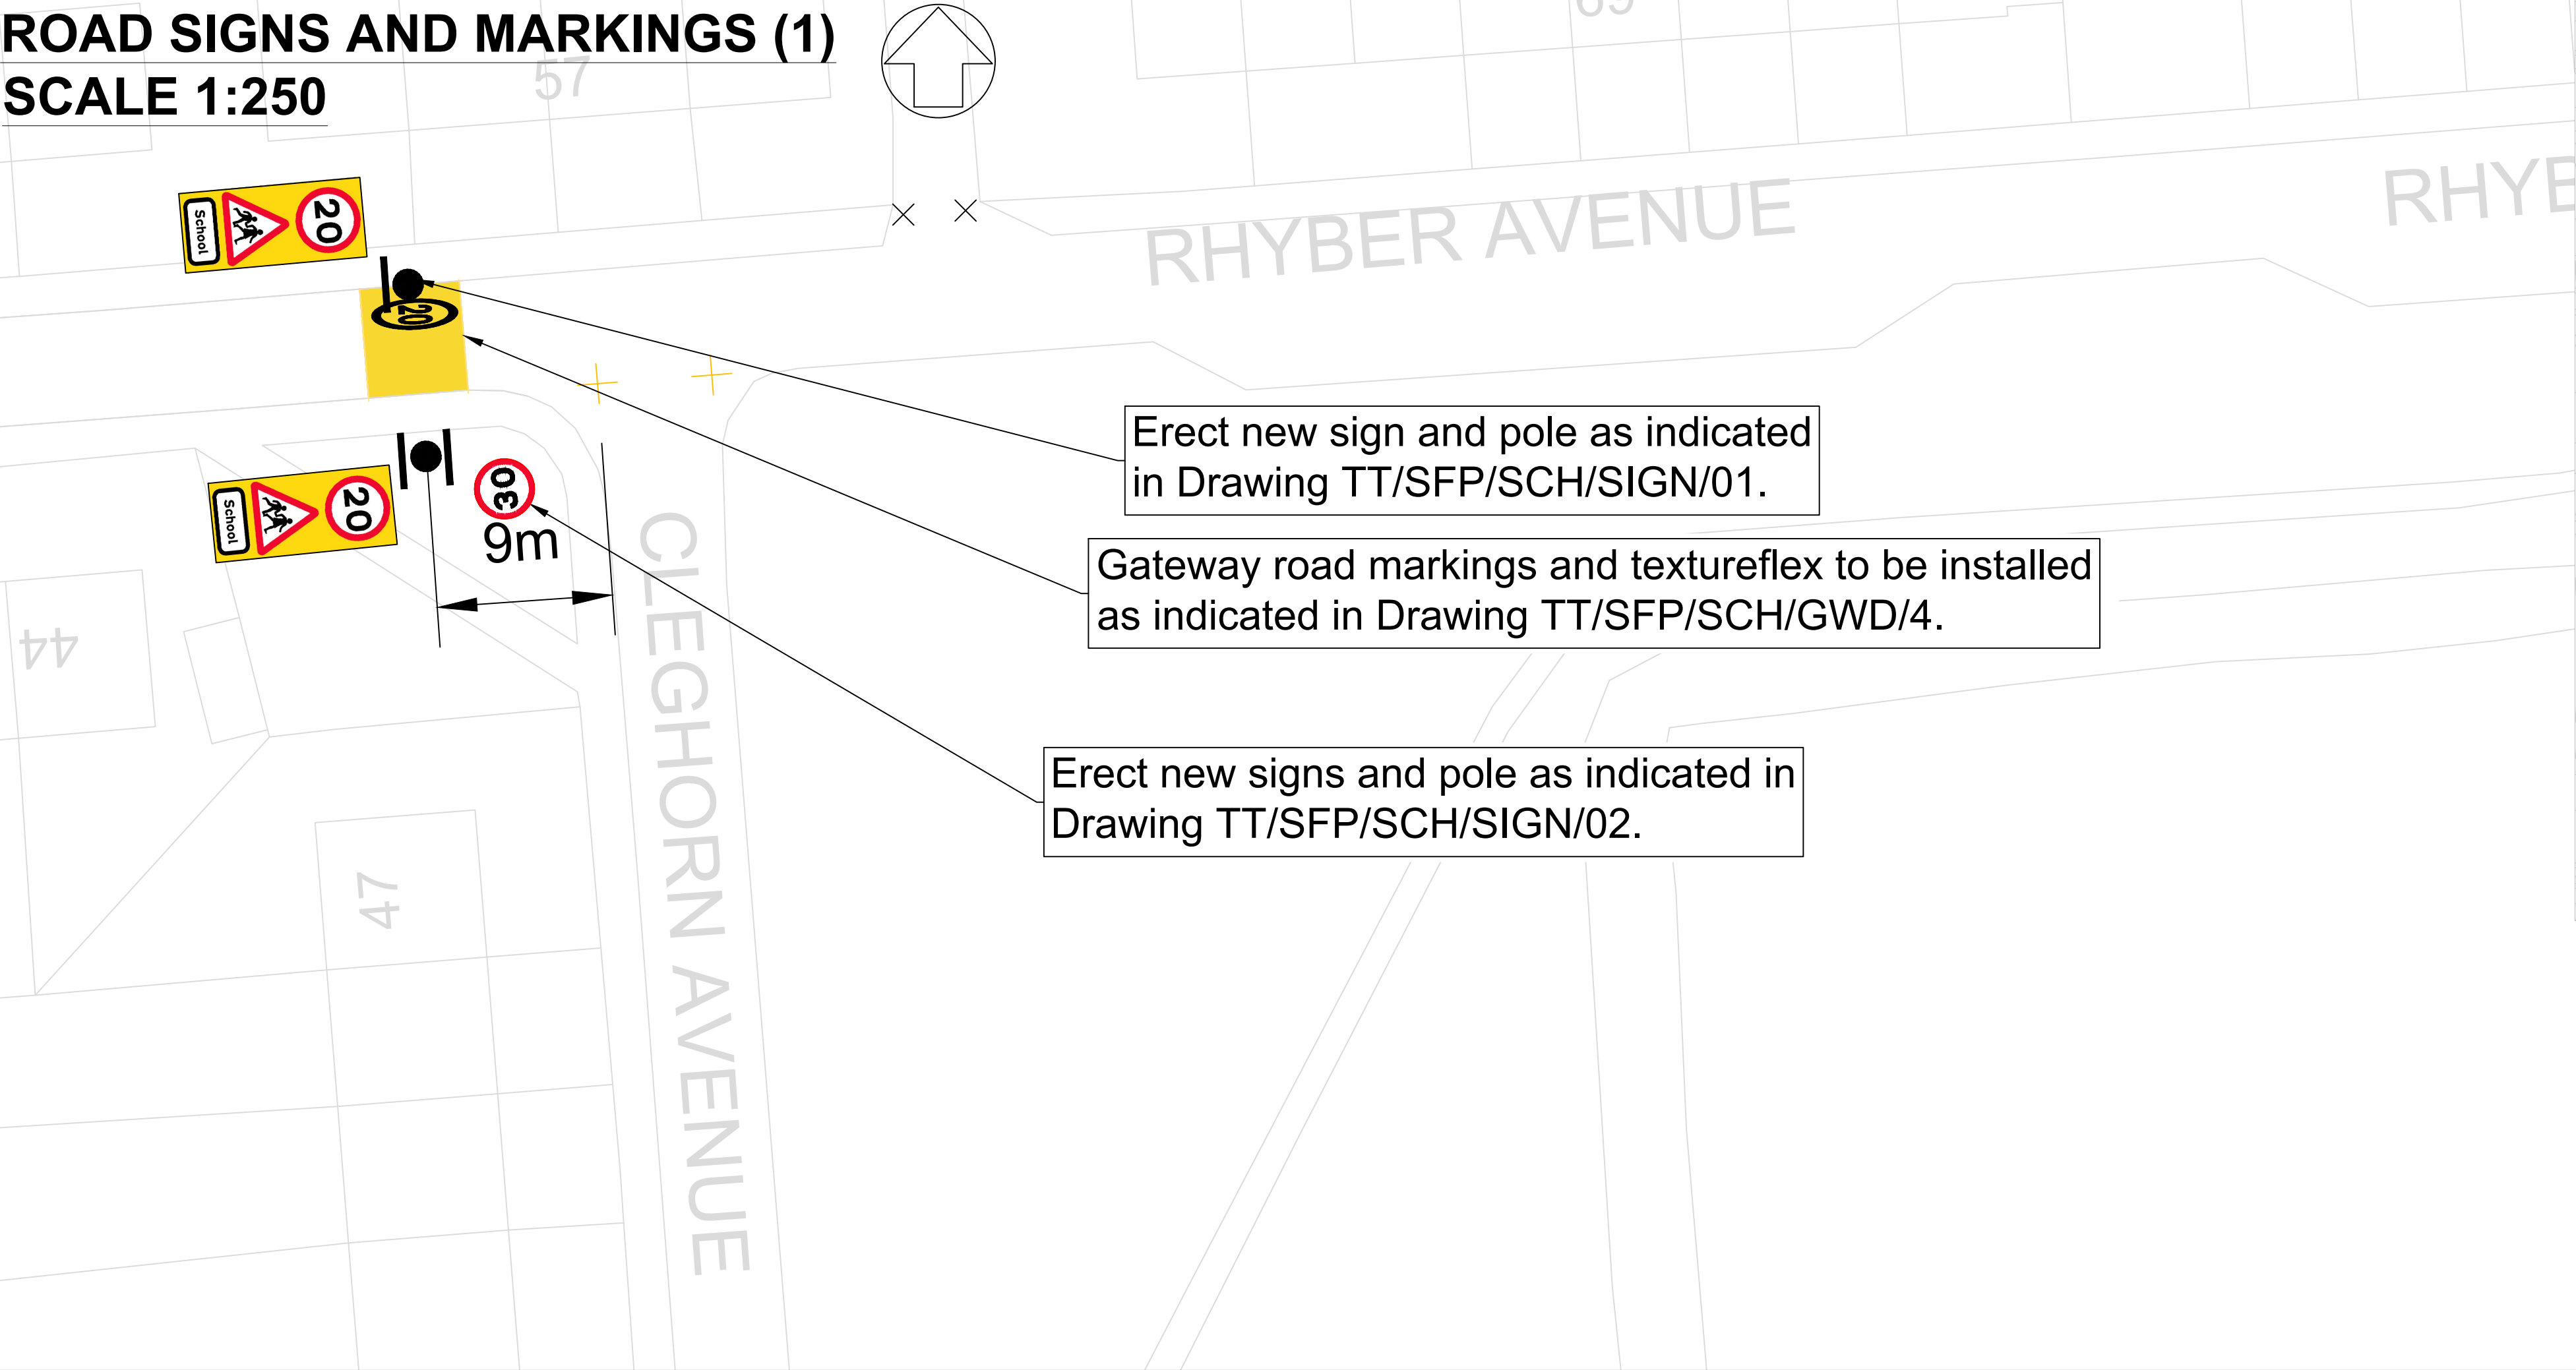 ROAD SIGNS AND MARKINGS (1)
SCALE 1:250
57
69
RHYBER AVENUE
School
20
20
School
20
30
9m
Erect new sign and pole as indicated
in Drawing TT/SFP/SCH/SIGN/01.
Gateway road markings and textureflex to be installed
as indicated in Drawing TT/SFP/SCH/GWD/4.
Erect new signs and pole as indicated in
Drawing TT/SFP/SCH/SIGN/02.
44
47
CLEGHORN AVENUE